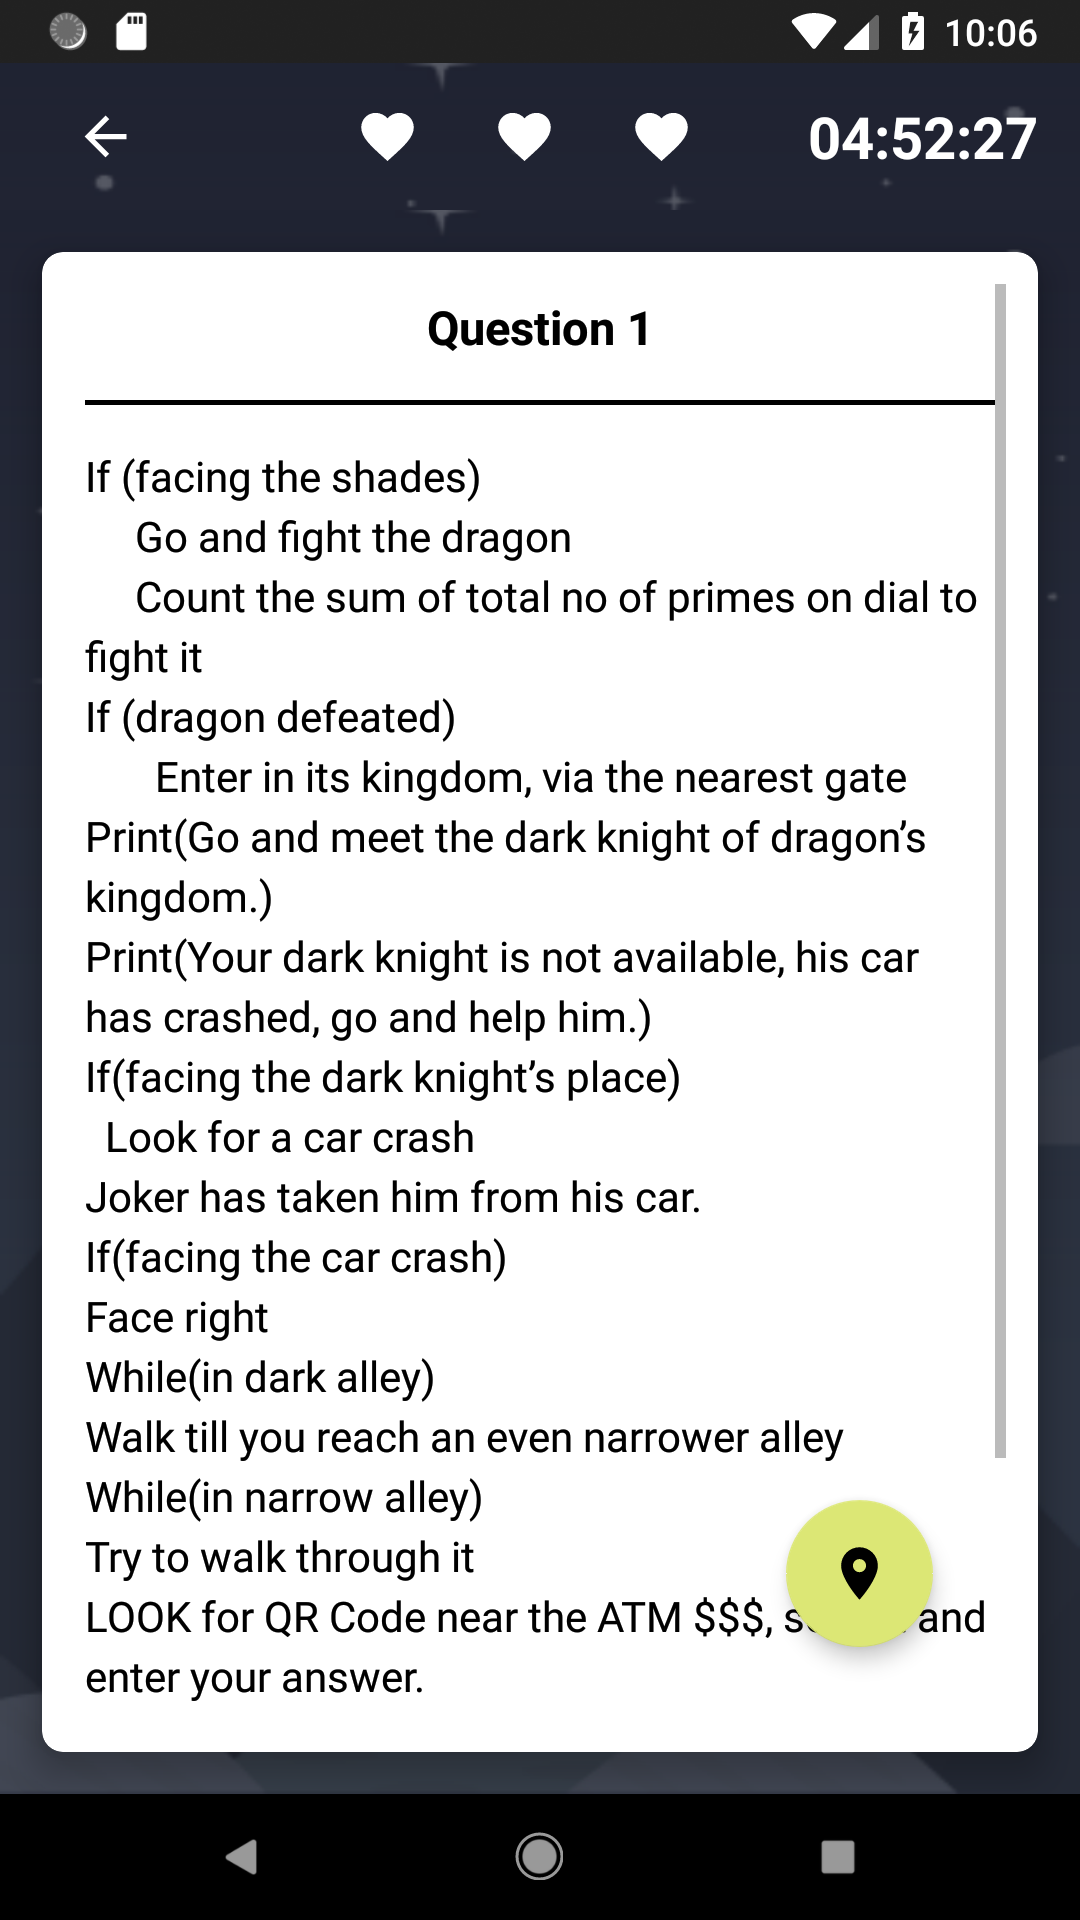 10:06
04:52:27
Question 1
If (facing the shades)
Go and fight the dragon
Count the sum of total no of primes on dial to
fight it
If (dragon defeated)
Enter in its kingdom, via the nearest gate
Print(Go and meet the dark knight of dragon’s
kingdom.)
Print(Your dark knight is not available, his car
has crashed, go and help him.)
If(facing the dark knight’s place)
Look for a car crash
Joker has taken him from his car.
If(facing the car crash)
Face right
While(in dark alley)
Walk till you reach an even narrower alley
While(in narrow alley)
Try to walk through it
LOOK for QR Code near the ATM $$$, and
enter your answer.